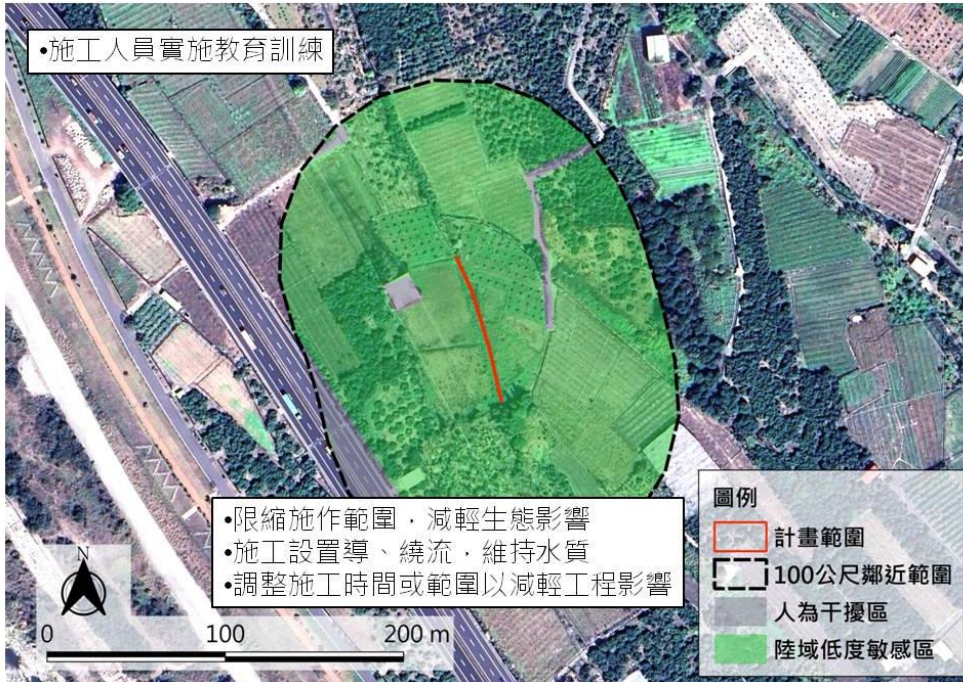 •施工人員實施教育訓練
•限縮施作範圍，減輕生態影響
•施工設置導、繞流，維持水質
•調整施工時間或範圍以減輕工程影響
圖例
計畫範圍
100公尺鄰近範圍
人為干擾區
陸域低度敏感區
N
0 100 200 m